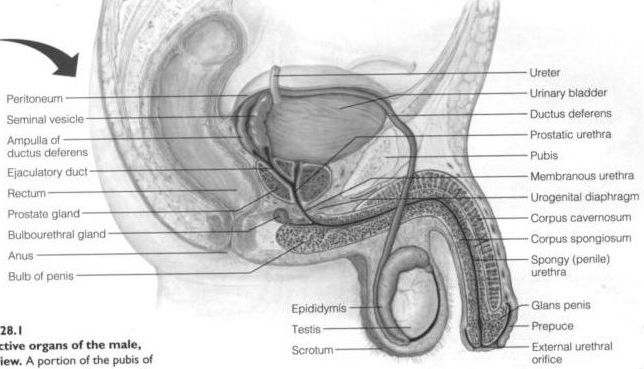 Peritoneum
Seminal vesicle
Ampulla of
ductus deferens
Ejaculatory duct
Rectum
Prostate gland
Bulbourethral gland
Anus
Bulb of penis
Ureter
Urinary bladder
Ductus deferens
Prostatic urethra
Pubis
Membranous urethra
Urogenital diaphragm
Corpus cavernosum
Corpus spongiosum
Spongy (penile)
urethra
Glans penis
Prepuce
External urethral
orifice
Epididymis
Testis
Scrotum
28.1
ctive organs of the male,
iew. A portion of the pubis of